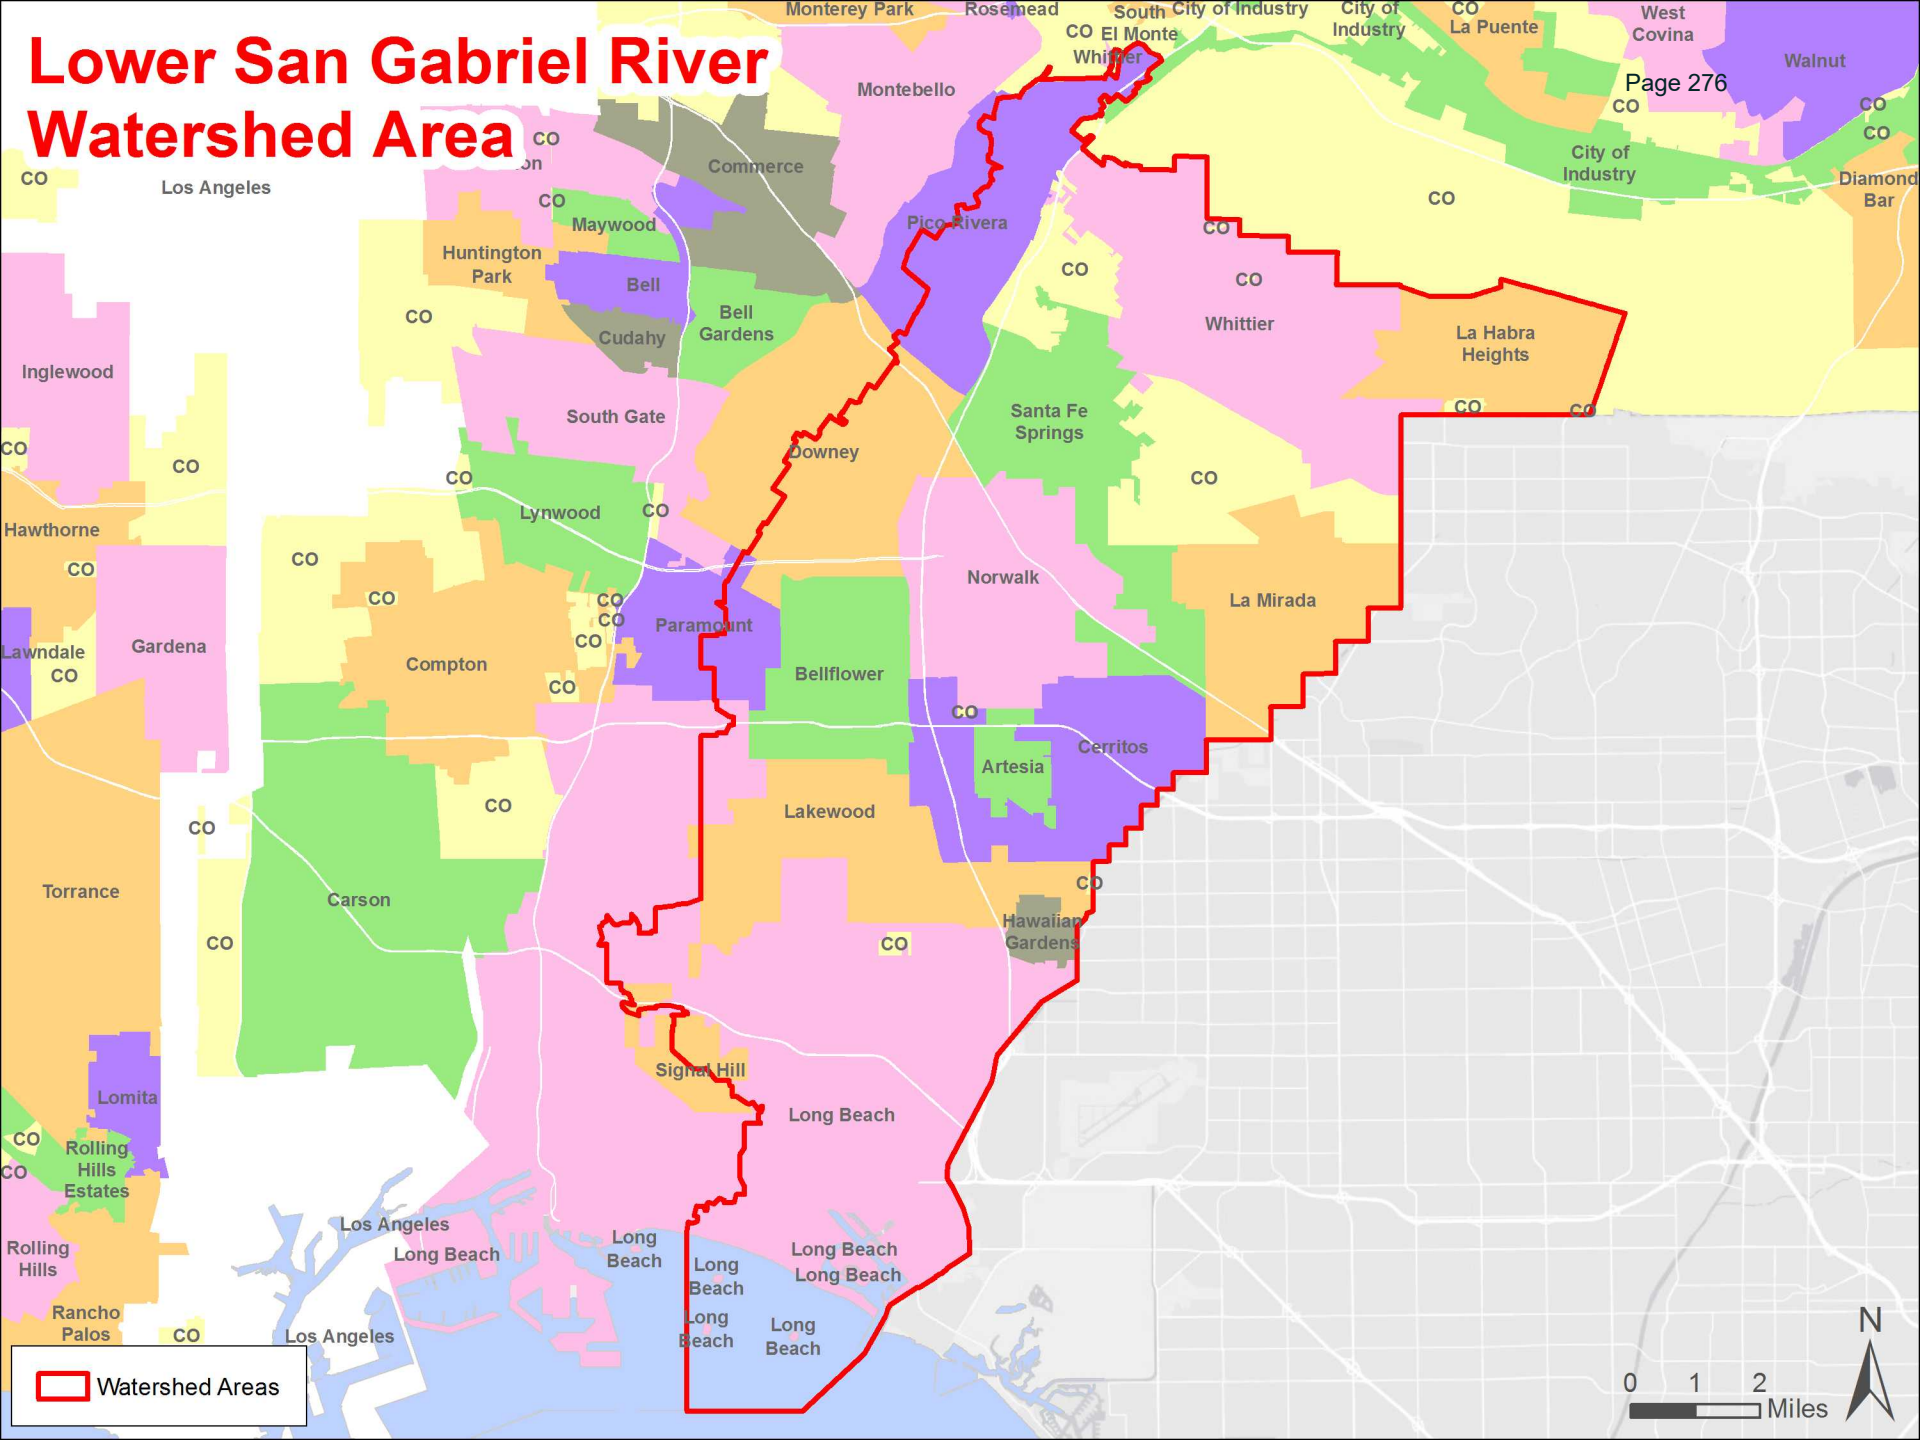 Lower San Gabriel River
Watershed Area
Monterey Park
Rosemead
CO
South
El Monte
City of Industry
City of
Industry
CO
La Puente
West
Covina
Walnut
Whittier
Page 276
Montebello
CO
CO
CO
CO
on
Commerce
City of
Industry
CO
Los Angeles
CO
Diamond
Bar
CO
Maywood
Pico Rivera
CO
Huntington
Park
Bell
CO
CO
CO
Bell
Gardens
Cudahy
Whittier
La Habra
Heights
Inglewood
South Gate
Santa Fe
Springs
CO
CO
CO
CO
CO
Downey
CO
Lynwood
CO
Hawthorne
CO
CO
CO
Norwalk
La Mirada
CO
CO
CO
Paramount
Lawndale
CO
Gardena
Compton
CO
Bellflower
CO
Cerritos
Artesia
CO
CO
Lakewood
Torrance
Carson
CO
CO
CO
Hawaiian
Gardens
Signal Hill
Lomita
Long Beach
CO
CO
Rolling
Hills
Estates
Los Angeles
Long Beach
Long
Beach
Long Beach
Long Beach
Long
Beach
Rolling
Hills
Long
Beach
Long
Beach
Rancho
Palos
CO
Los Angeles
Watershed Areas
N
0 1 2
Miles